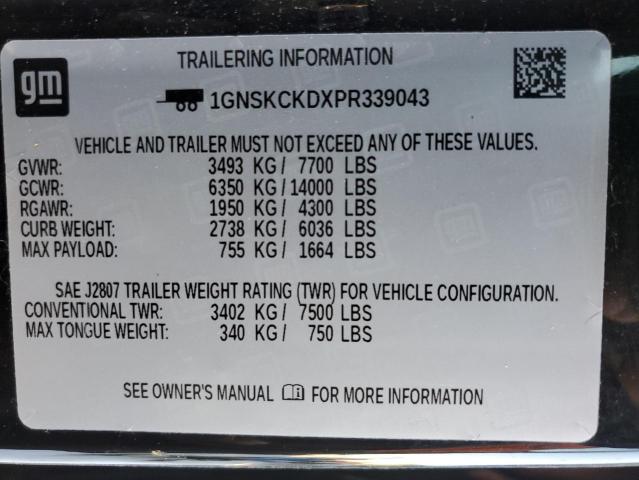 gm
TRAILERING INFORMATION
1GNSKCKDXPR339043
VEHICLE AND TRAILER MUST NOT EXCEED ANY OF THESE VALUES.
GVWR: 3493 KG / 7700 LBS
GCWR: 6350 KG / 14000 LBS
RGAWR: 1950 KG / 4300 LBS
CURB WEIGHT: 2738 KG / 6036 LBS
MAX PAYLOAD: 755 KG / 1664 LBS
SAE J2807 TRAILER WEIGHT RATING (TWR) FOR VEHICLE CONFIGURATION.
CONVENTIONAL TWR: 3402 KG / 7500 LBS
MAX TONGUE WEIGHT: 340 KG / 750 LBS
SEE OWNER'S MANUAL FOR MORE INFORMATION